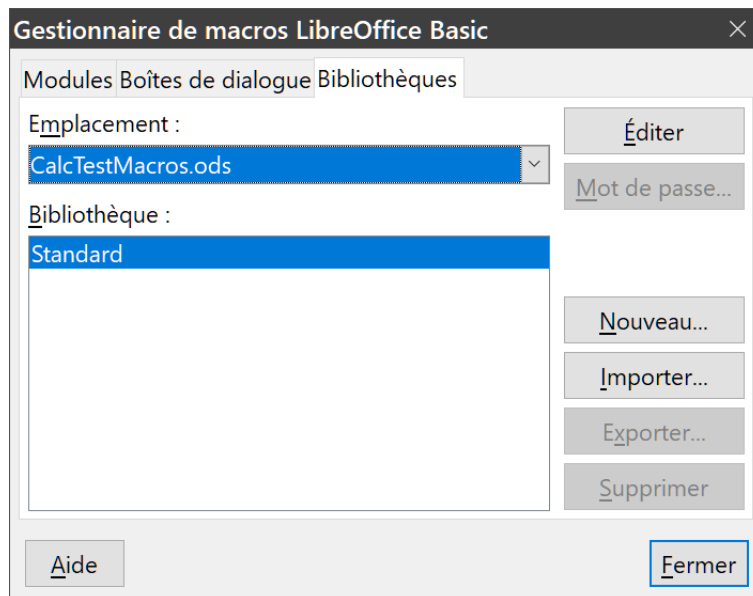 Gestionnaire de macros LibreOffice Basic
Modules Boîtes de dialogue Bibliothèques
Emplacement :
Éditer
CalcTestMacros.ods
Mot de passe...
Bibliothèque :
Standard
Nouveau...
Importer...
Exporter...
Supprimer
Aide
Fermer